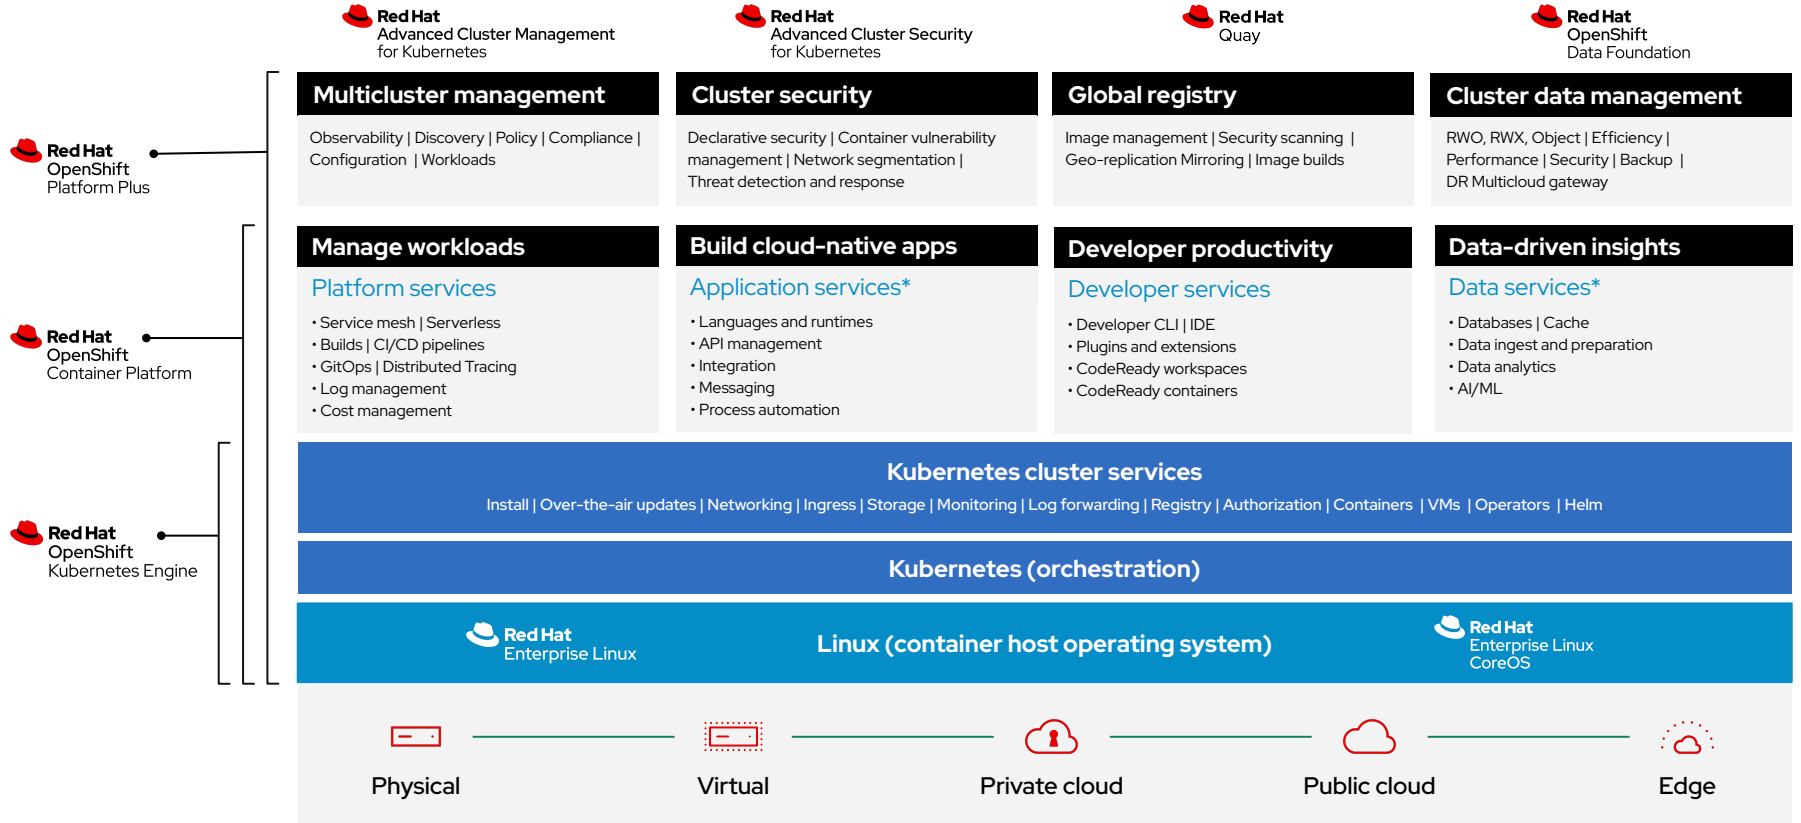 Red Hat
Advanced Cluster Management
for Kubernetes
Red Hat
Advanced Cluster Security
for Kubernetes
Red Hat
Quay
Red Hat
OpenShift
Data Foundation
Red Hat
OpenShift
Platform Plus
Multicluster management
Observability | Discovery | Policy | Compliance |
Configuration | Workloads
Cluster security
Declarative security | Container vulnerability
management | Network segmentation |
Threat detection and response
Global registry
Image management | Security scanning |
Geo-replication Mirroring | Image builds
Cluster data management
RWO, RWX, Object | Efficiency |
Performance | Security | Backup |
DR Multicloud gateway
Red Hat
OpenShift
Container Platform
Manage workloads
Platform services
• Service mesh | Serverless
• Builds | CI/CD pipelines
• GitOps | Distributed Tracing
• Log management
• Cost management
Build cloud-native apps
Application services*
• Languages and runtimes
• API management
• Integration
• Messaging
• Process automation
Developer productivity
Developer services
• Developer CLI | IDE
• Plugins and extensions
• CodeReady workspaces
• CodeReady containers
Data-driven insights
Data services*
• Databases | Cache
• Data ingest and preparation
• Data analytics
• AI/ML
Red Hat
OpenShift
Kubernetes Engine
Kubernetes cluster services
Install | Over-the-air updates | Networking | Ingress | Storage | Monitoring | Log forwarding | Registry | Authorization | Containers | VMs | Operators | Helm
Kubernetes (orchestration)
Red Hat
Enterprise Linux
Linux (container host operating system)
Red Hat
Enterprise Linux
CoreOS
Physical
Virtual
Private cloud
Public cloud
Edge